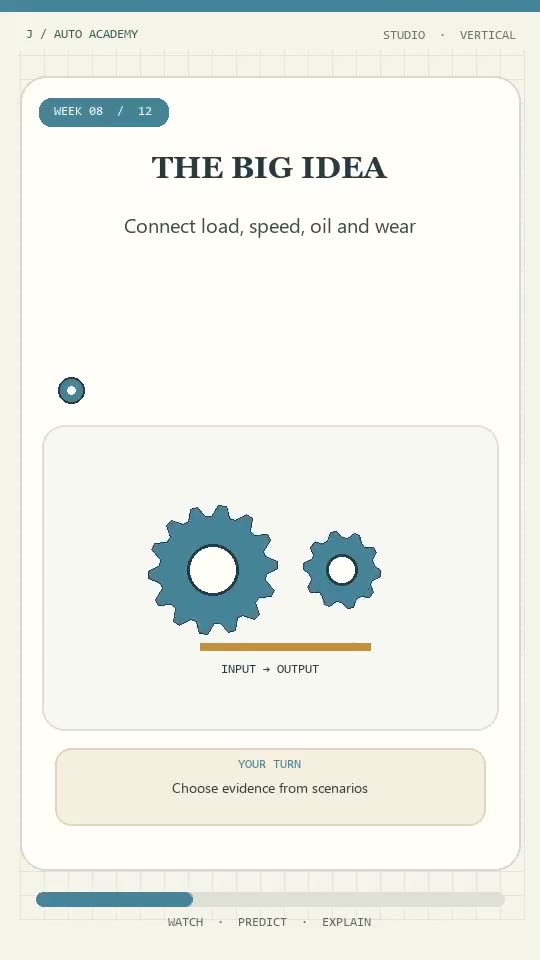 J / AUTO ACADEMY
STUDIO · VERTICAL
WEEK 08 / 12
THE BIG IDEA
Connect load, speed, oil and wear
INPUT → OUTPUT
YOUR TURN
Choose evidence from scenarios
WATCH · PREDICT · EXPLAIN